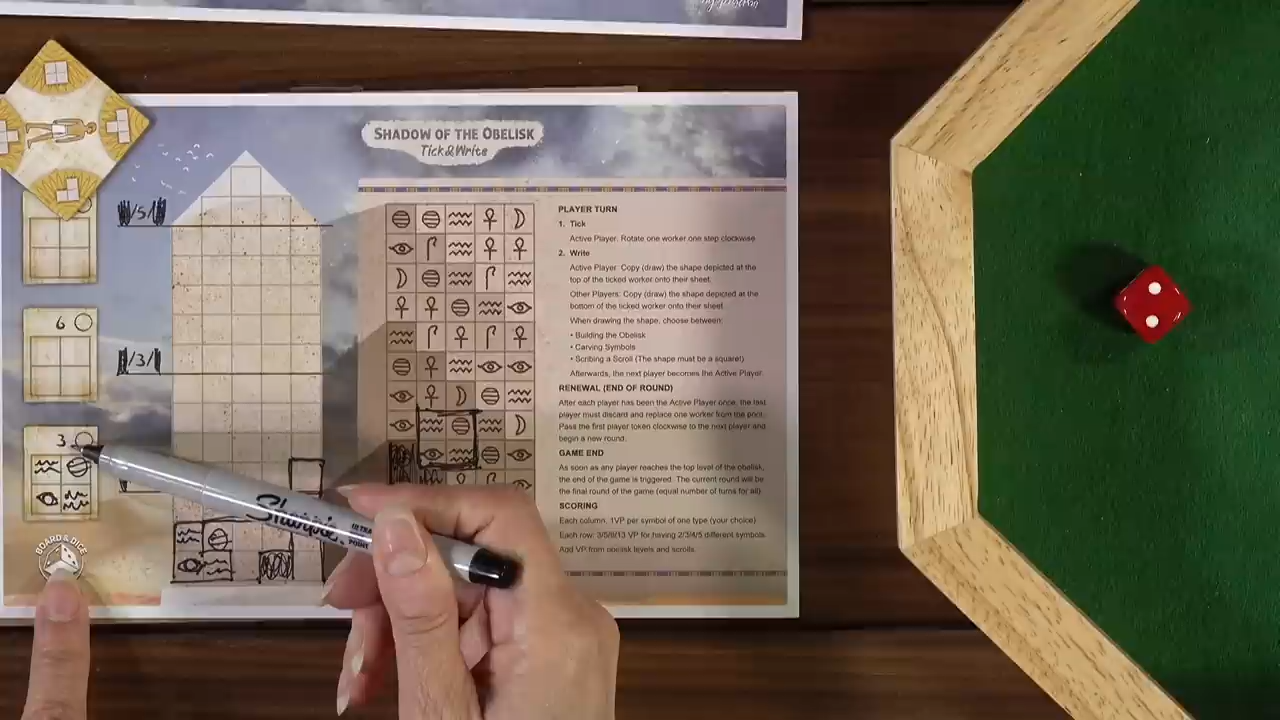 SHADOW OF THE OBELISK
Tick&Write
/5/
6
/3/
3
BOARD & DICE
Sharpie
PLAYER TURN
1. Tick
Active Player: Rotate one worker one step clockwise
2. Write
Active Player: Copy (draw) the shape depicted at the
top of the ticked worker onto their sheet
Other Players: Copy (draw) the shape depicted at the
bottom of the ticked worker onto their sheet
When drawing the shape, choose between:
• Building the Obelisk
• Carving Symbols
• Scribing a Scroll (The shape must be a square!)
Afterwards, the next player becomes the Active Player
RENEWAL (END OF ROUND)
After each player has been the Active Player once, the last
player must discard and replace one worker from the pool.
Pass the first player token clockwise to the next player and
begin a new round.
GAME END
As soon as any player reaches the top level of the obelisk,
the end of the game is triggered. The current round will be
the final round of the game (equal number of turns for all)
SCORING
Each column: 1VP per symbol of one type (your choice)
Each row: 3/5/8/13 VP for having 2/3/4/5 different symbols.
Add VP from obelisk levels and scrolls.